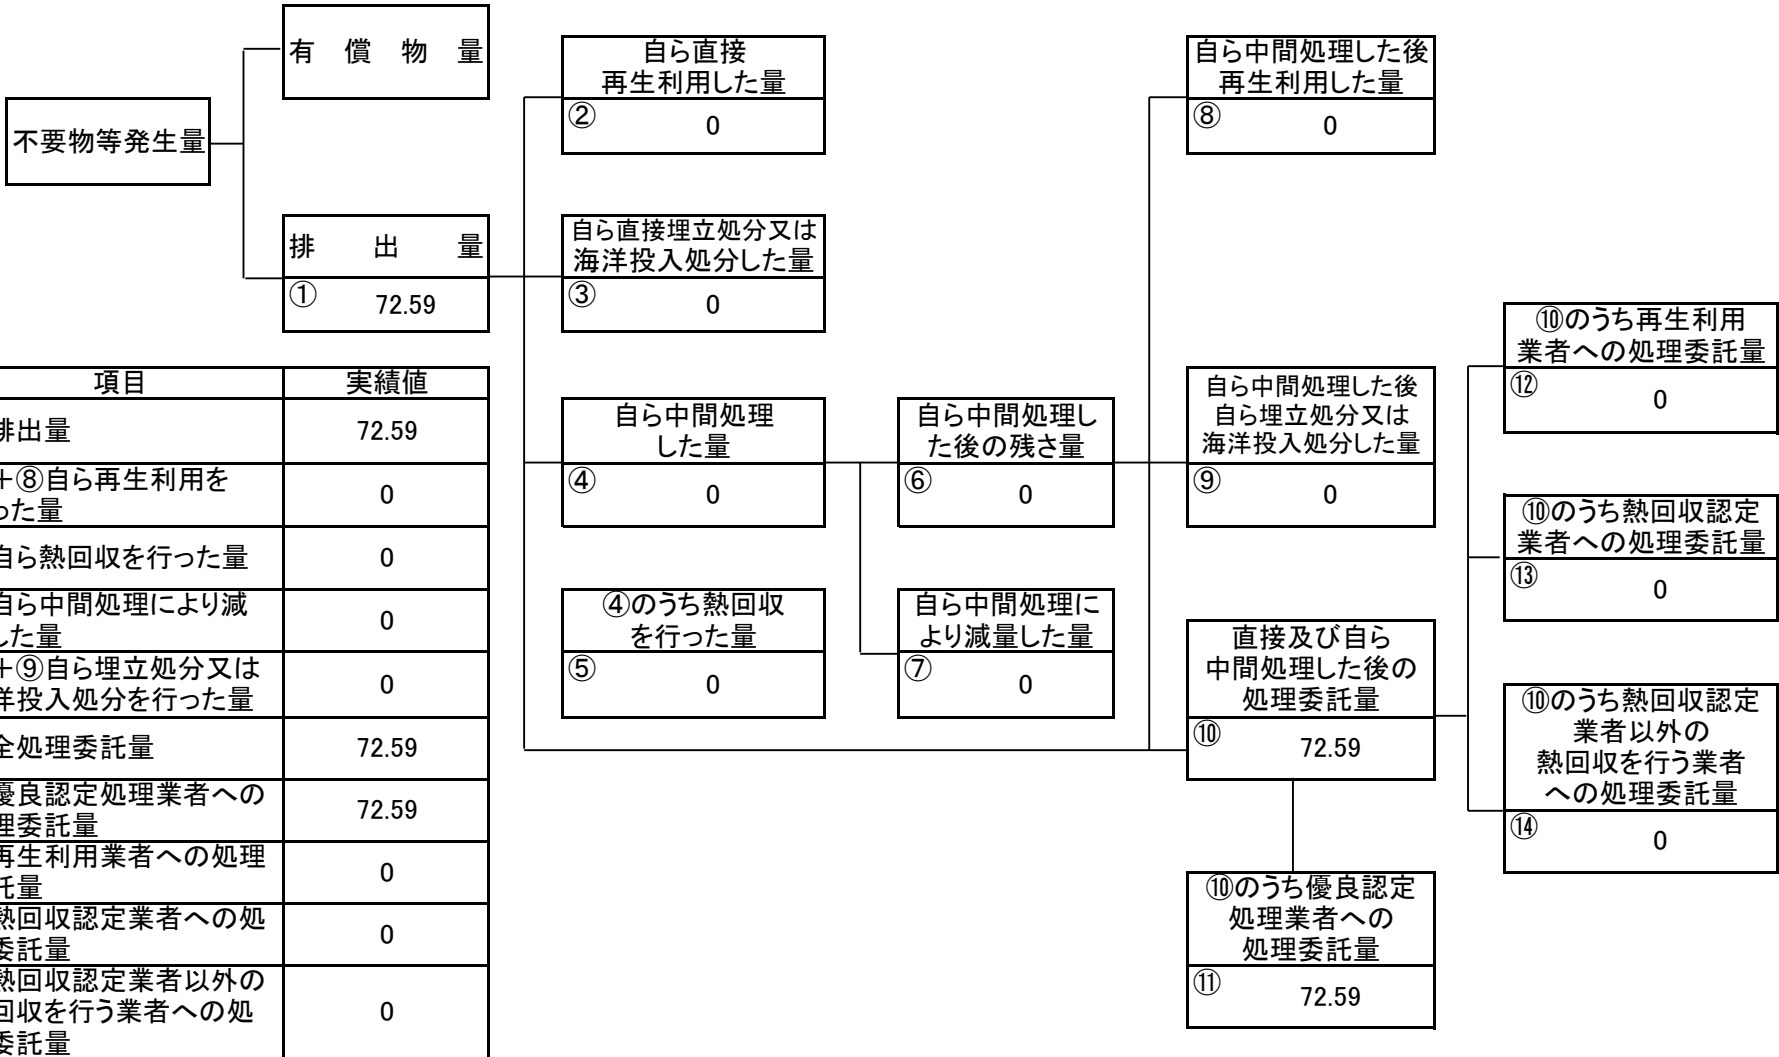 有償物量
不要物等発生量
排出量
① 72.59
自ら直接
再生利用した量
② 0
自ら直接埋立処分又は
海洋投入処分した量
③ 0
自ら中間処理
した量
④ 0
④のうち熱回収
を行った量
⑤ 0
自ら中間処理し
た後の残さ量
⑥ 0
自ら中間処理に
より減量した量
⑦ 0
自ら中間処理した後
再生利用した量
⑧ 0
自ら中間処理した後
自ら埋立処分又は
海洋投入処分した量
⑨ 0
直接及び自ら
中間処理した後の
処理委託量
⑩ 72.59
⑩のうち優良認定
処理業者への
処理委託量
⑪ 72.59
⑩のうち再生利用
業者への処理委託量
⑫ 0
⑩のうち熱回収認定
業者への処理委託量
⑬ 0
⑩のうち熱回収認定
業者以外の
熱回収を行う業者
への処理委託量
⑭ 0
項目 実績値
排出量 72.59
＋⑧自ら再生利用を
った量 0
自ら熱回収を行った量 0
自ら中間処理により減
した量 0
＋⑨自ら埋立処分又は
洋投入処分を行った量 0
全処理委託量 72.59
優良認定処理業者への
理委託量 72.59
再生利用業者への処理
託量 0
熱回収認定業者への処
委託量 0
熱回収認定業者以外の
回収を行う業者への処
委託量 0